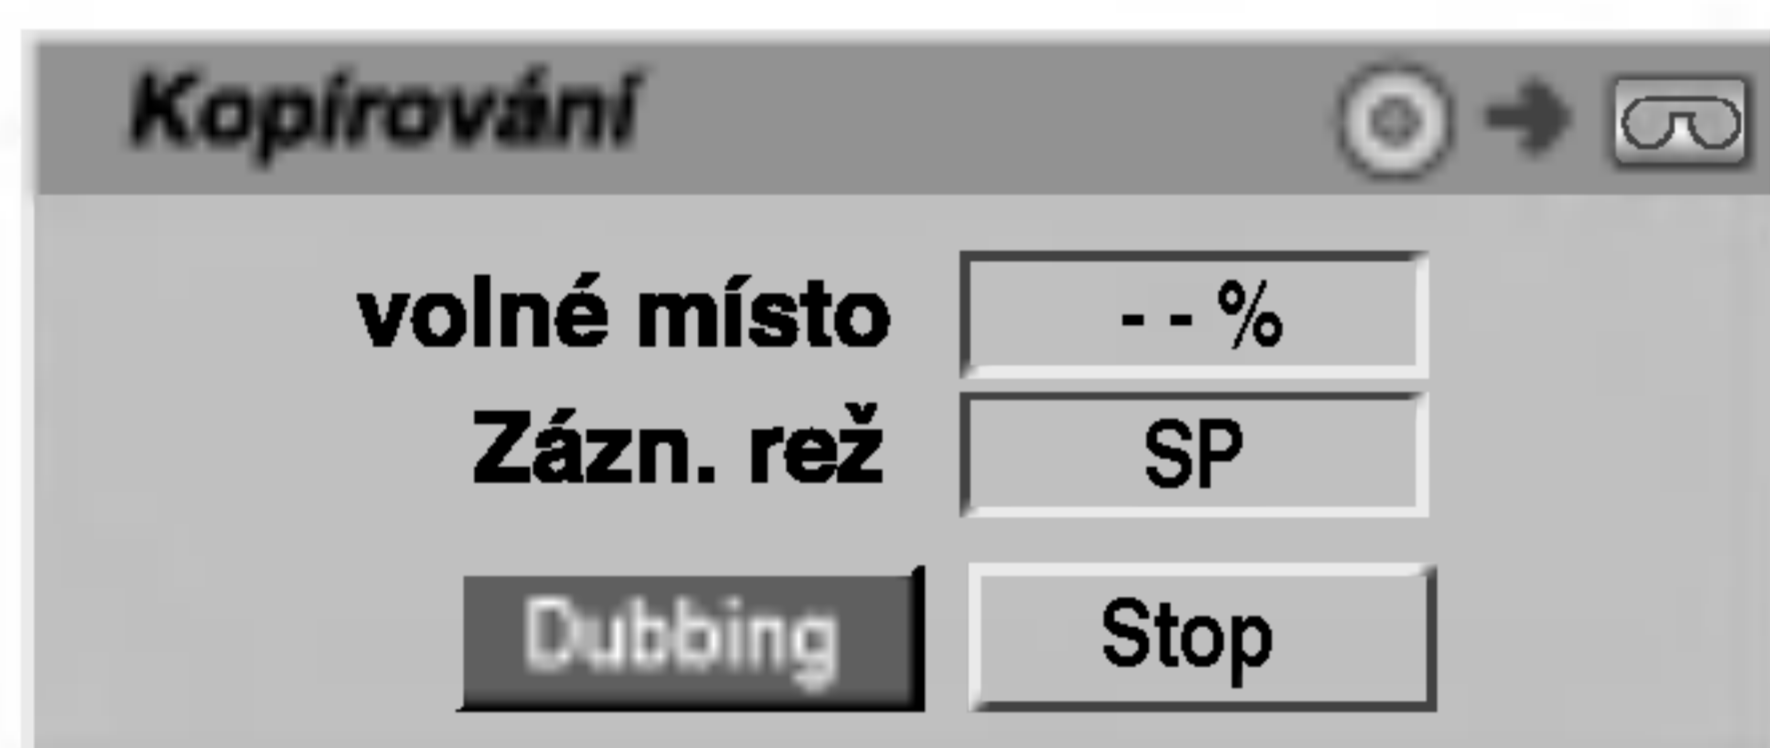 Kopírování
volné místo - - %
Zázn. rež SP
Dubbing Stop